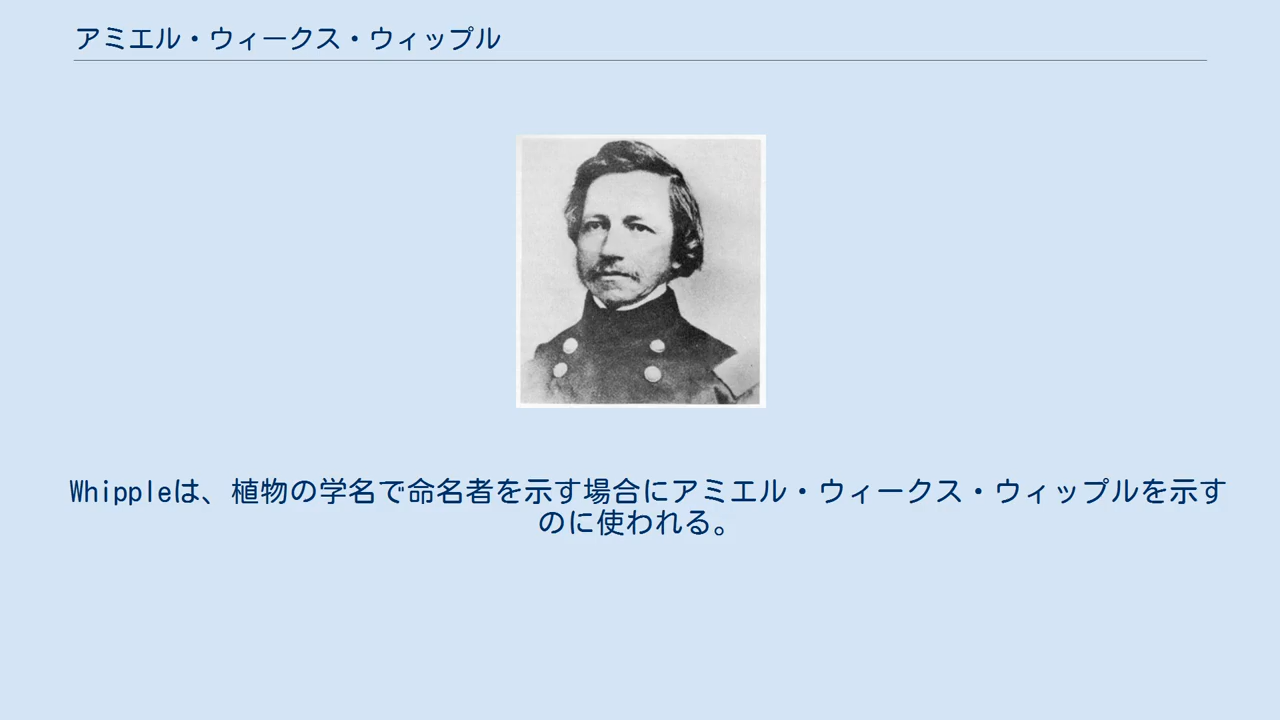 アミエル・ウィークス・ウィップル
Whippleは、植物の学名で命名者を示す場合にアミエル・ウィークス・ウィップルを示す
のに使われる。